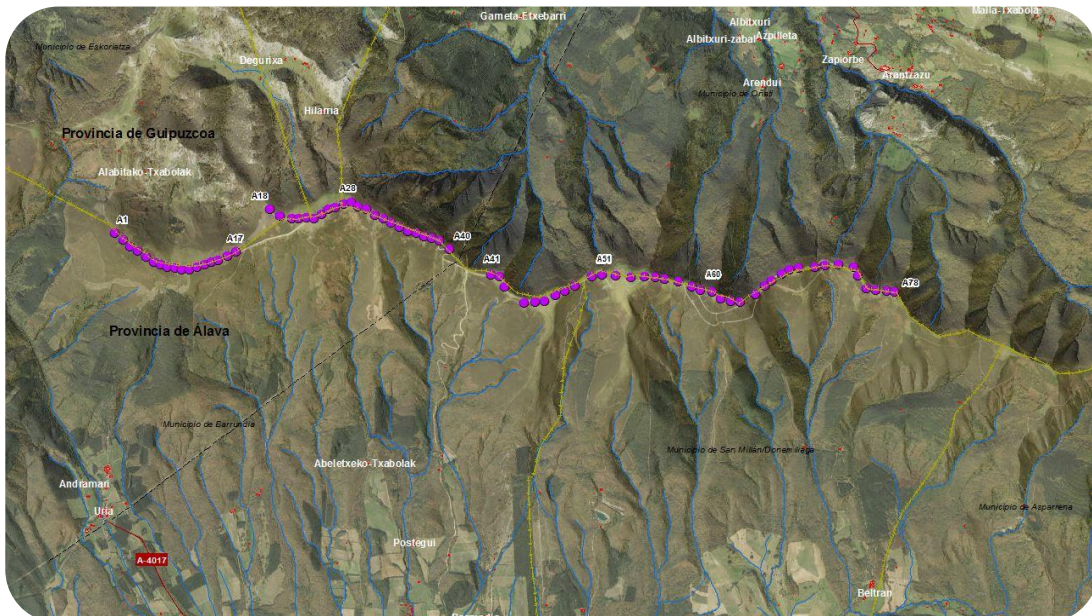 Malla-Txabola
Gameta-Etxebarri
Albitxuri
Albitxuri-zabal
Azpilleta
Municipio de Eskoriatza
Degurixa
Zapiorbe
Arantzazu
Arendui
Municipio de Oñati
Hilarria
Provincia de Guipuzcoa
Alabitako-Txabolak
A18
A28
A1
A17
A40
A41
A51
A60
A78
Provincia de Álava
Municipio de Barrundia
Municipio de San Millán/Donemiliaga
Abeletxeko-Txabolak
Andramari
Uria
Municipio de Asparrena
Postegui
A-4017
Beltran